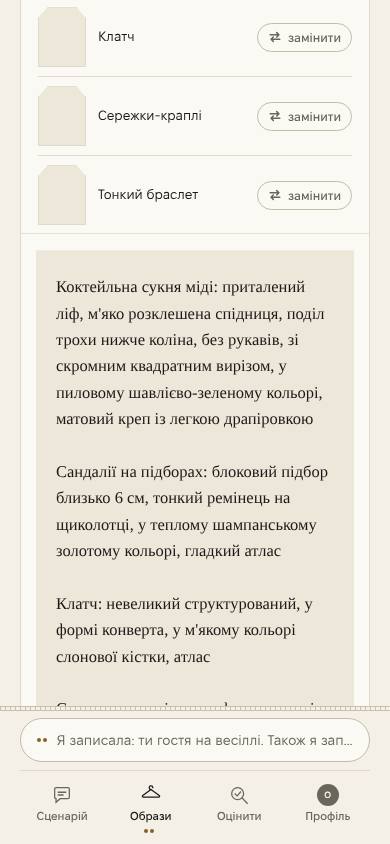 Клатч
замінити
Сережки-краплі
замінити
Тонкий браслет
замінити
Коктейльна сукня міді: приталений
ліф, м'яко розклешена спідниця, поділ
трохи нижче коліна, без рукавів, зі
скромним квадратним вирізом, у
пиловому шавлієво-зеленому кольорі,
матовий креп із легкою драпіровкою
Сандалії на підборах: блоковий підбор
близько 6 см, тонкий ремінець на
щиколотці, у теплому шампанському
золотому кольорі, гладкий атлас
Клатч: невеликий структурований, у
формі конверта, у м'якому кольорі
слонової кістки, атлас
Я записала: ти гостя на весіллі. Також я зап...
Сценарій
Образи
Оцінити
О
Профіль